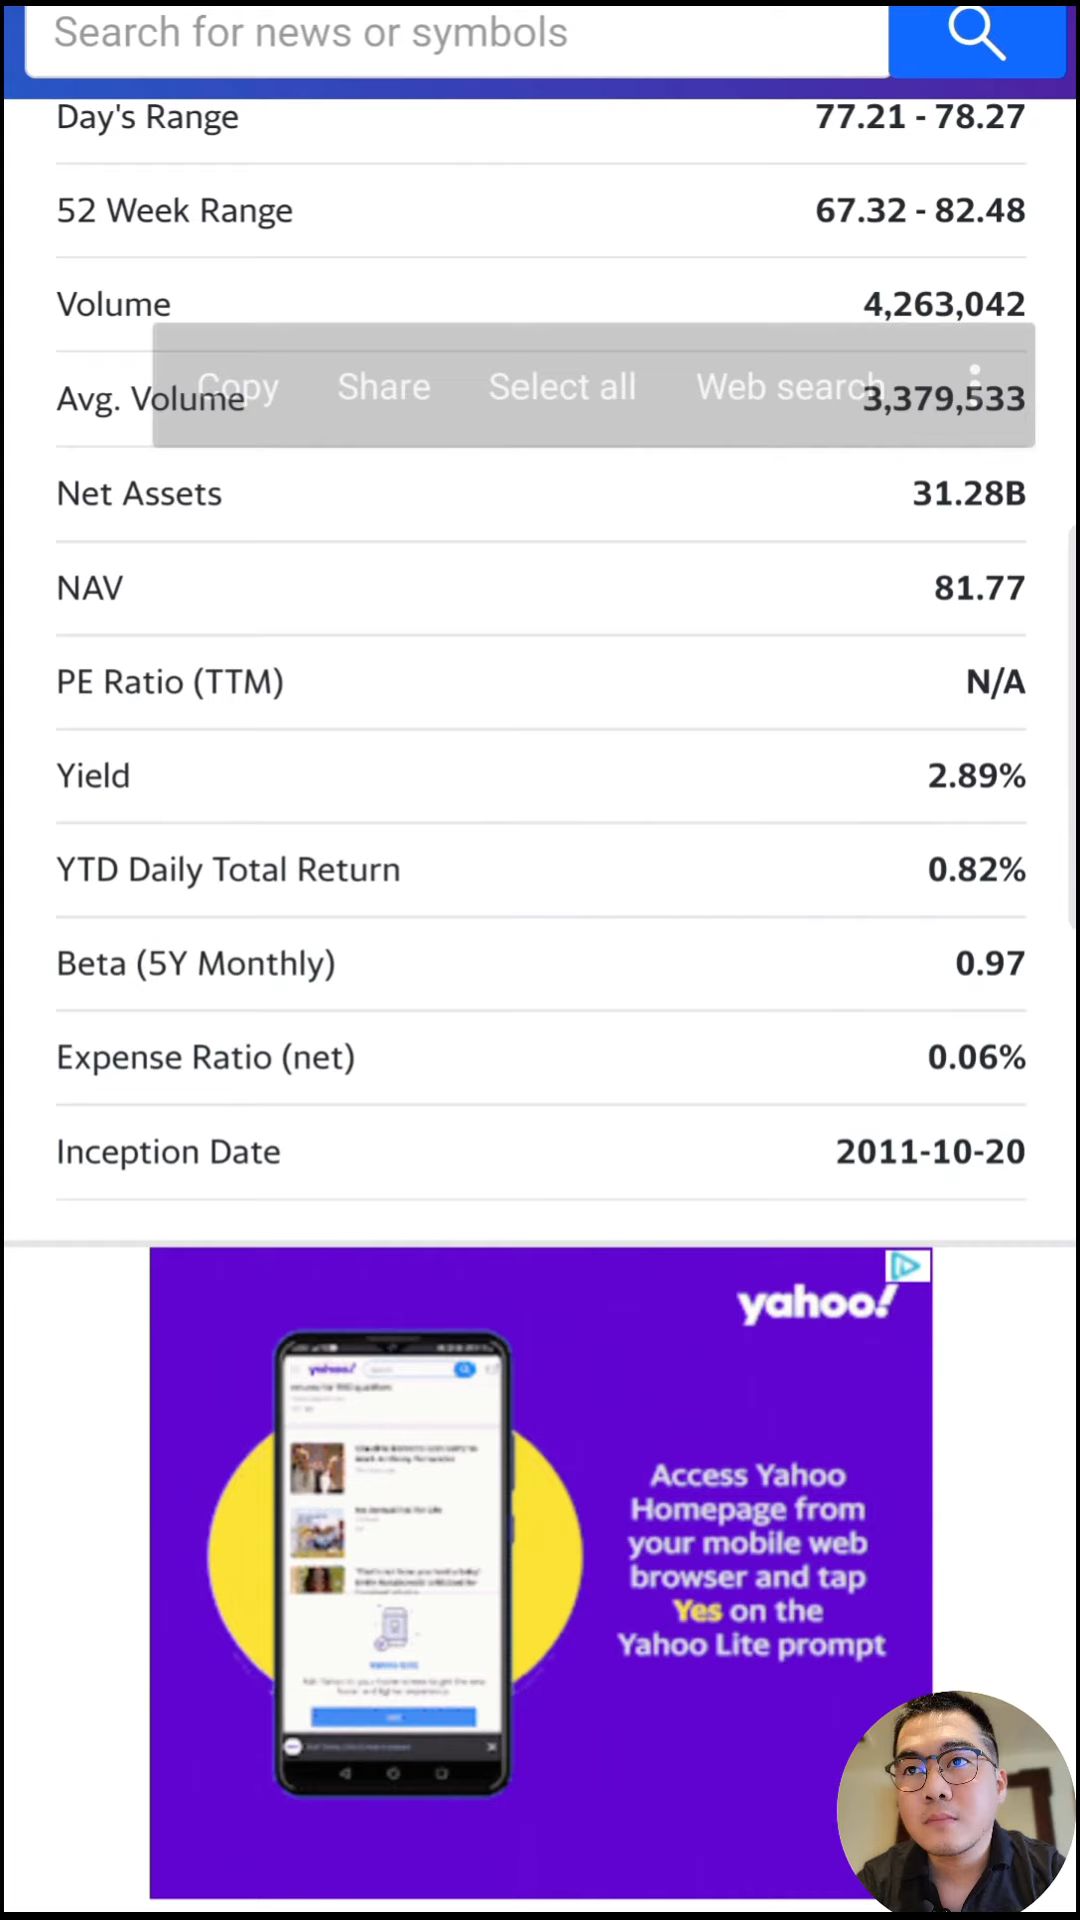 Search for news or symbols
Day's Range 77.21 - 78.27
52 Week Range 67.32 - 82.48
Volume 4,263,042
Copy Share Select all Web search
Avg. Volume 3,379,533
Net Assets 31.28B
NAV 81.77
PE Ratio (TTM) N/A
Yield 2.89%
YTD Daily Total Return 0.82%
Beta (5Y Monthly) 0.97
Expense Ratio (net) 0.06%
Inception Date 2011-10-20
yahoo!
yahoo!
Access Yahoo
Homepage from
your mobile web
browser and tap
Yes on the
Yahoo Lite prompt